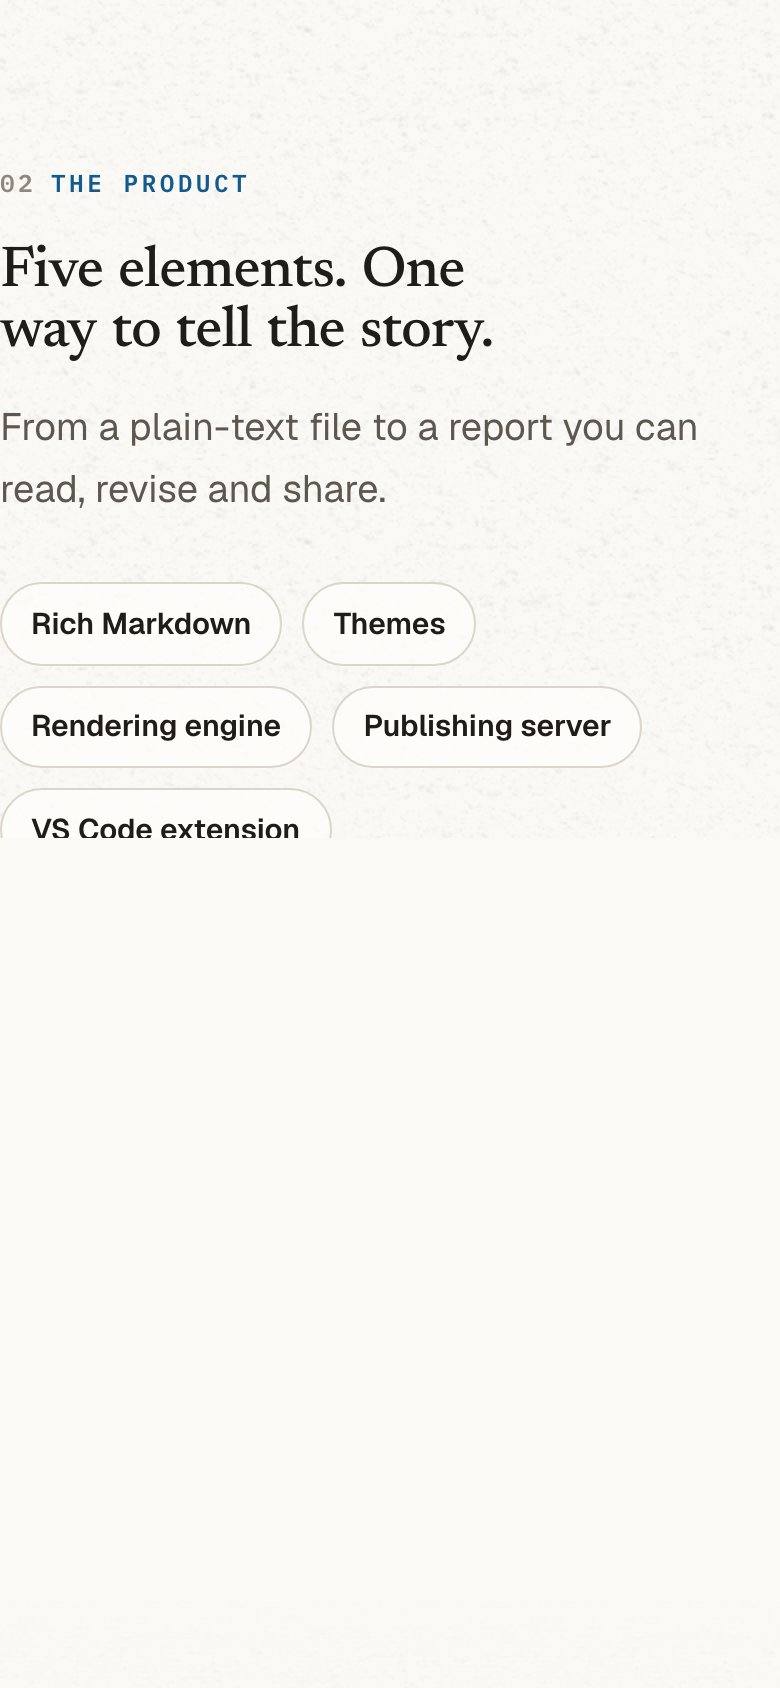 02 THE PRODUCT
Five elements. One
way to tell the story.
From a plain-text file to a report you can
read, revise and share.
Rich Markdown
Themes
Rendering engine
Publishing server
VS Code extension